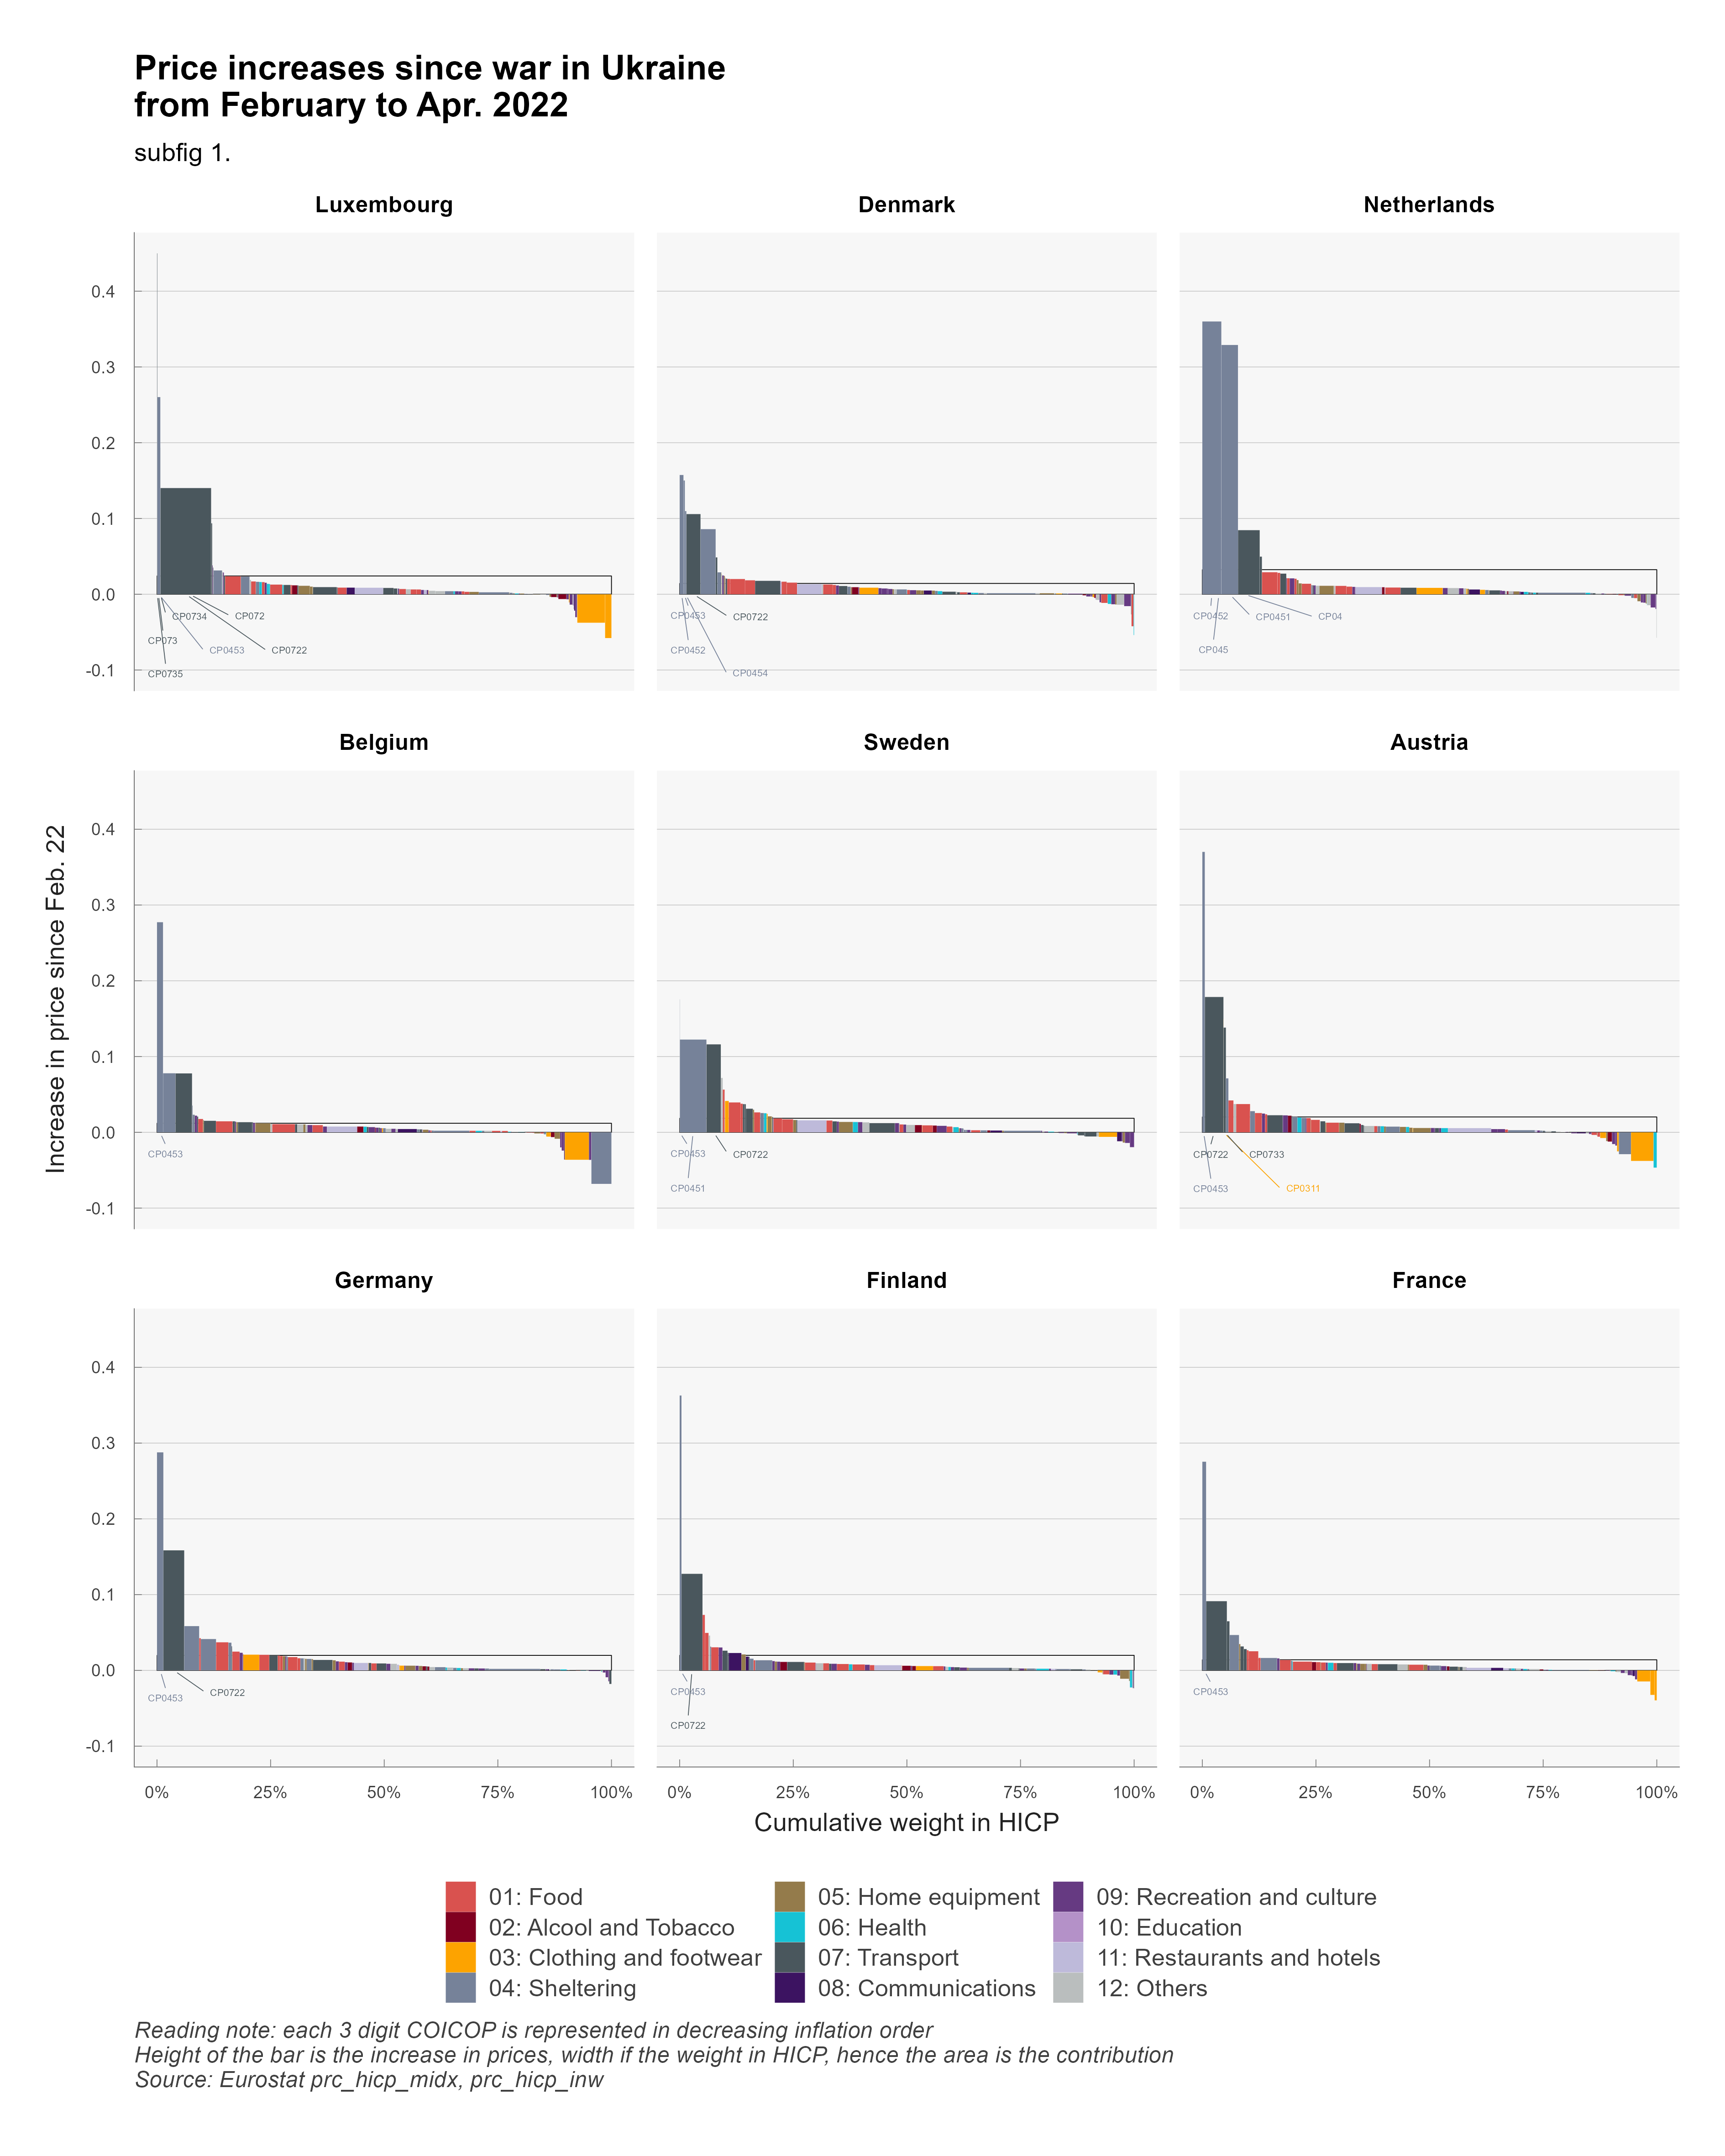 Price increases since war in Ukraine
from February to Apr. 2022
subfig 1.
Luxembourg
Denmark
Netherlands
0.4
0.3
0.2
0.1
0.0
-0.1
CP0734
CP072
CP073
CP0453
CP0722
CP0735
CP0453
CP0722
CP0452
CP0454
CP0452
CP0451
CP04
CP045
Belgium
Sweden
Austria
Increase in price since Feb. 22
0.4
0.3
0.2
0.1
0.0
-0.1
CP0453
CP0453
CP0722
CP0451
CP0722
CP0733
CP0453
CP0311
Germany
Finland
France
0.4
0.3
0.2
0.1
0.0
-0.1
CP0453
CP0722
CP0453
CP0722
CP0453
0% 25% 50% 75% 100%
0% 25% 50% 75% 100%
0% 25% 50% 75% 100%
Cumulative weight in HICP
01: Food
02: Alcool and Tobacco
03: Clothing and footwear
04: Sheltering
05: Home equipment
06: Health
07: Transport
08: Communications
09: Recreation and culture
10: Education
11: Restaurants and hotels
12: Others
Reading note: each 3 digit COICOP is represented in decreasing inflation order
Height of the bar is the increase in prices, width if the weight in HICP, hence the area is the contribution
Source: Eurostat prc_hicp_midx, prc_hicp_inw